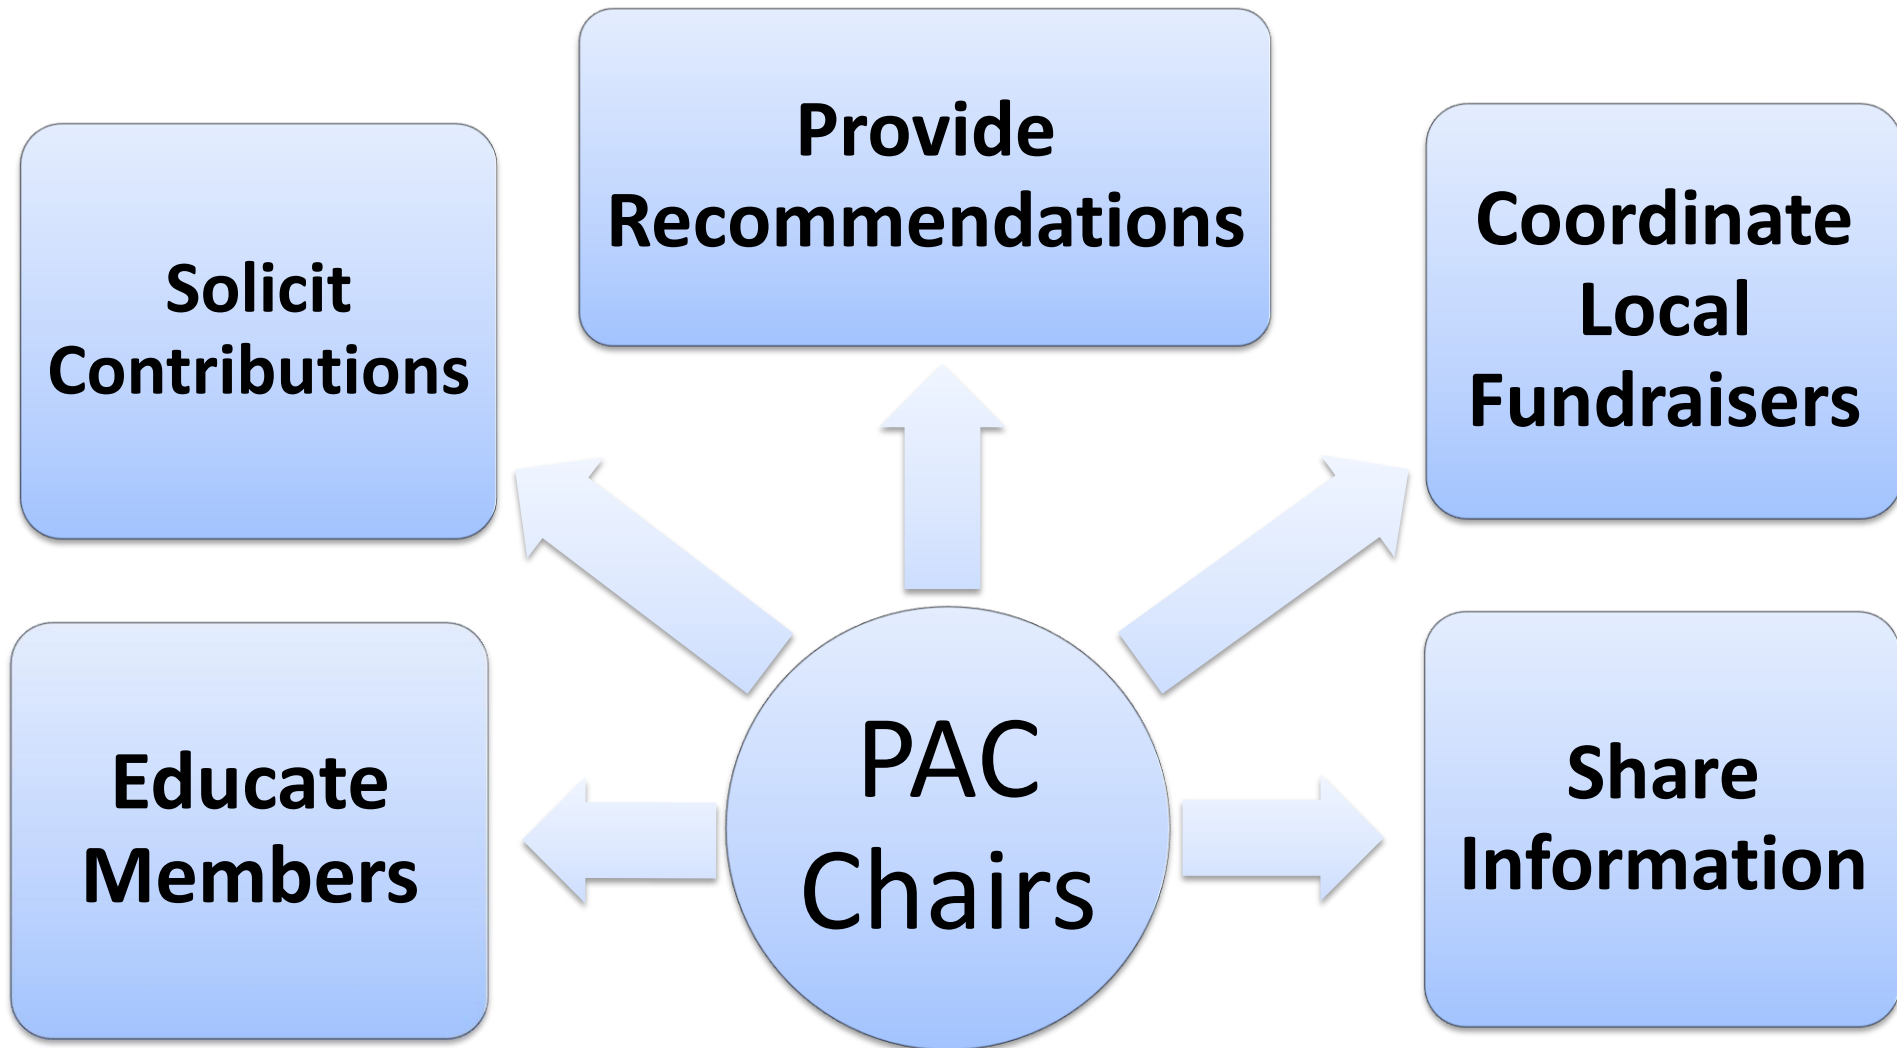 Provide
Recommendations
Solicit
Contributions
Coordinate
Local
Fundraisers
Educate
Members
PAC
Chairs
Share
Information